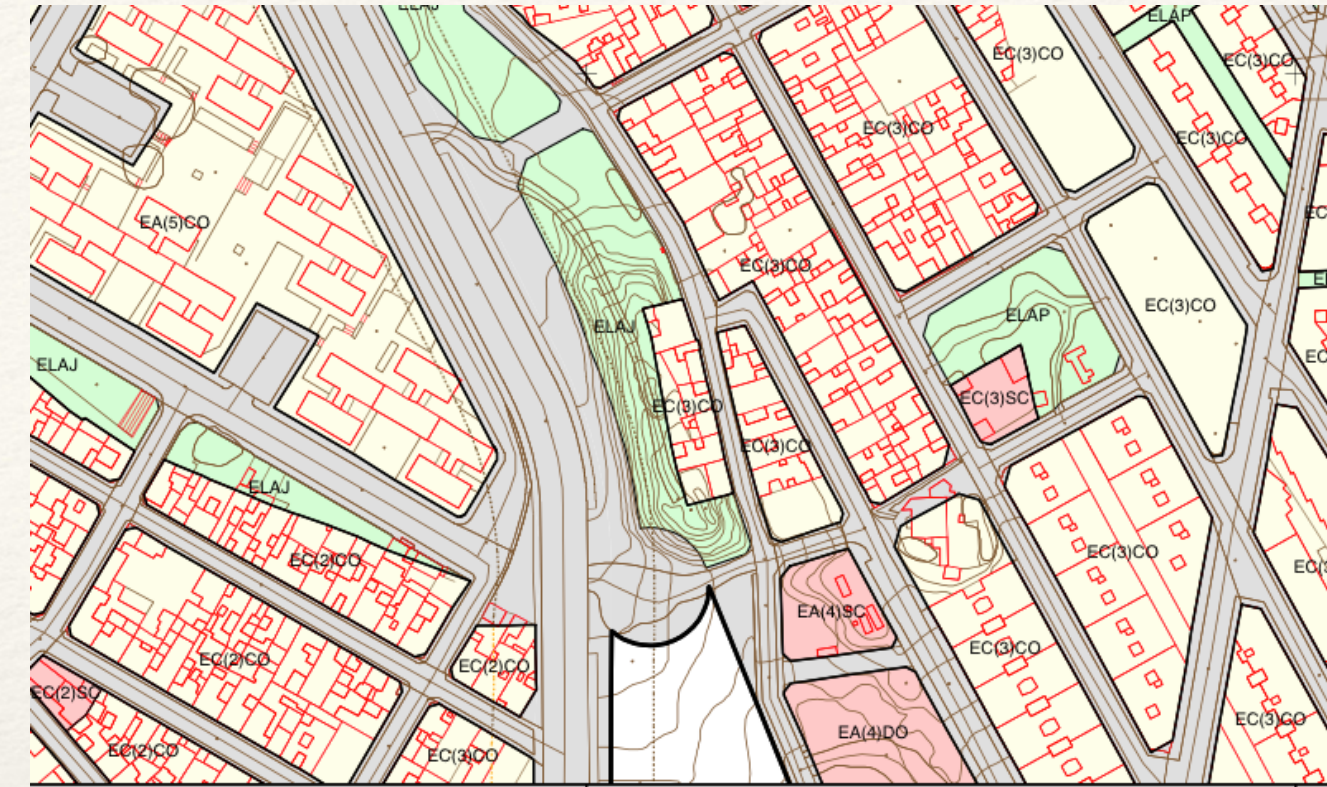 ELAJ
ELAP
EC(3)CO
EC(3)CO
EC(3)CO
EC(3)CO
EA(5)CO
EC(3)CO
EC(3)CO
ELAP
ELAJ
ELAJ
EC(3)SC
EC(3)CO
EC(3)CO
ELAJ
EC(2)CO
EC(3)CO
EA(4)SC
EC(3)CO
EC(2)CO
EC(2)CO
EC(2)SC
EC(3)CO
EA(4)DO
EC(2)CO
EC(3)CO